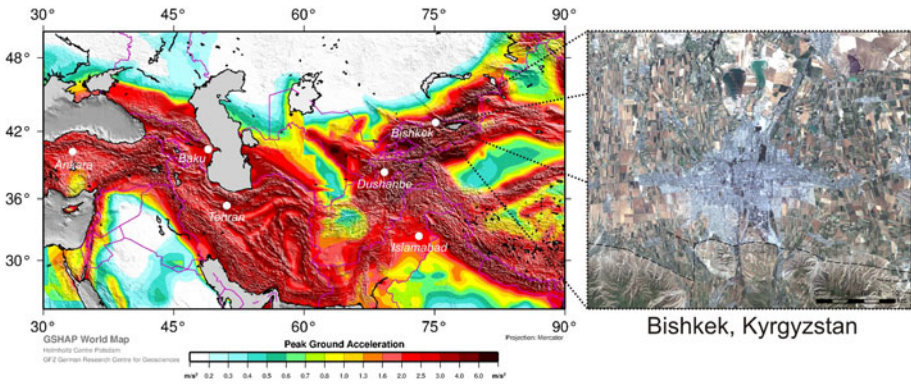 30° 45° 60° 75° 90°
48°
42°
36°
30°
Ankara
Baku
Tehran
Bishkek
Dushanbe
Islamabad
30° 45° 60° 75° 90°
GSHAP World Map
Helmholtz Centre Potsdam
GFZ German Research Centre for Geosciences
Projection: Mercator
Peak Ground Acceleration
m/s² 0.2 0.3 0.4 0.5 0.6 0.7 0.8 1.0 1.3 1.6 2.0 2.5 3.0 4.0 6.0 m/s²
Bishkek, Kyrgyzstan